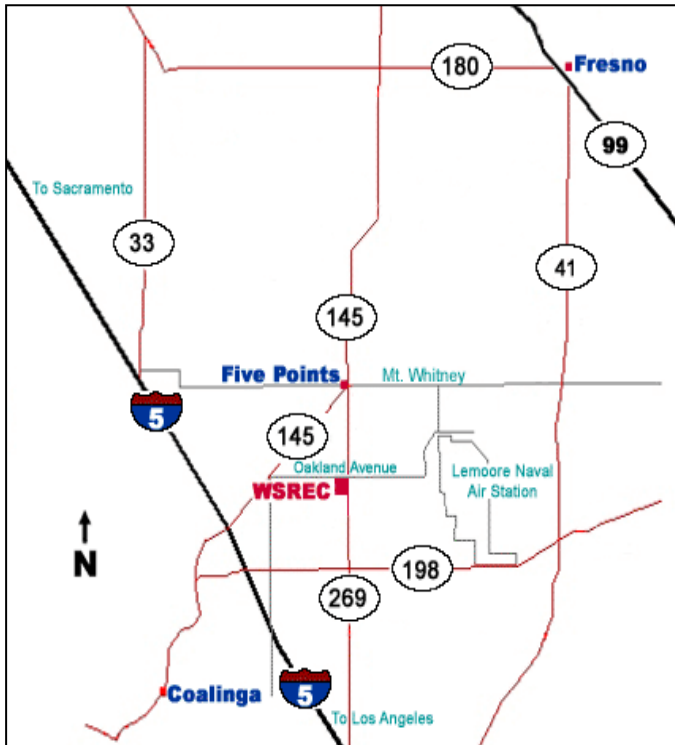 180
Fresno
99
To Sacramento
33
41
145
Five Points
Mt. Whitney
5
145
Oakland Avenue
WSREC
Lemoore Naval
Air Station
N
198
269
Coalinga
5
To Los Angeles